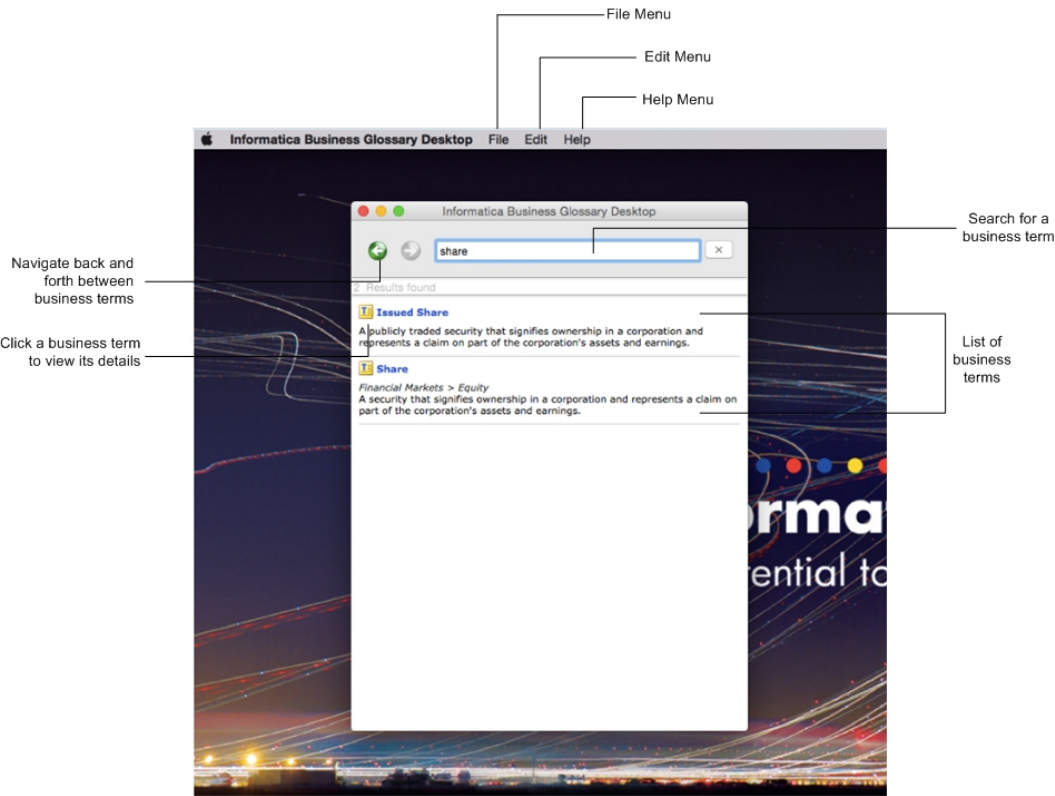 File Menu
Edit Menu
Help Menu
Informatica Business Glossary Desktop File Edit Help
Informatica Business Glossary Desktop
Search for a
business term
share
Navigate back and
forth between
business terms
2 Results found
Issued Share
A publicly traded security that signifies ownership in a corporation and
represents a claim on part of the corporation's assets and earnings.
Click a business term
to view its details
List of
business
terms
Share
Financial Markets > Equity
A security that signifies ownership in a corporation and represents a claim on
part of the corporation's assets and earnings.
orma
ential to